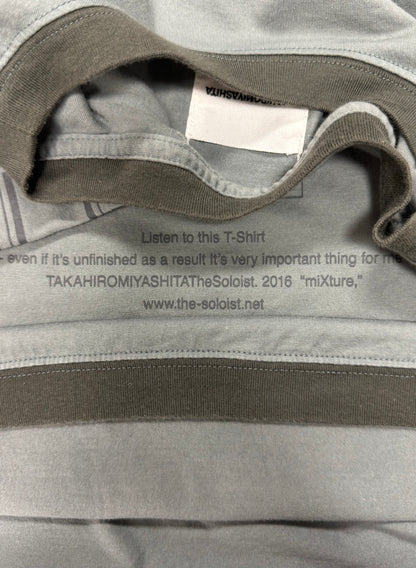 Listen to this T-Shirt
- even if it's unfinished as a result It's very important thing for me
TAKAHIROMIYASHITATheSoloist. 2016 "miXture,"
www.the-soloist.net